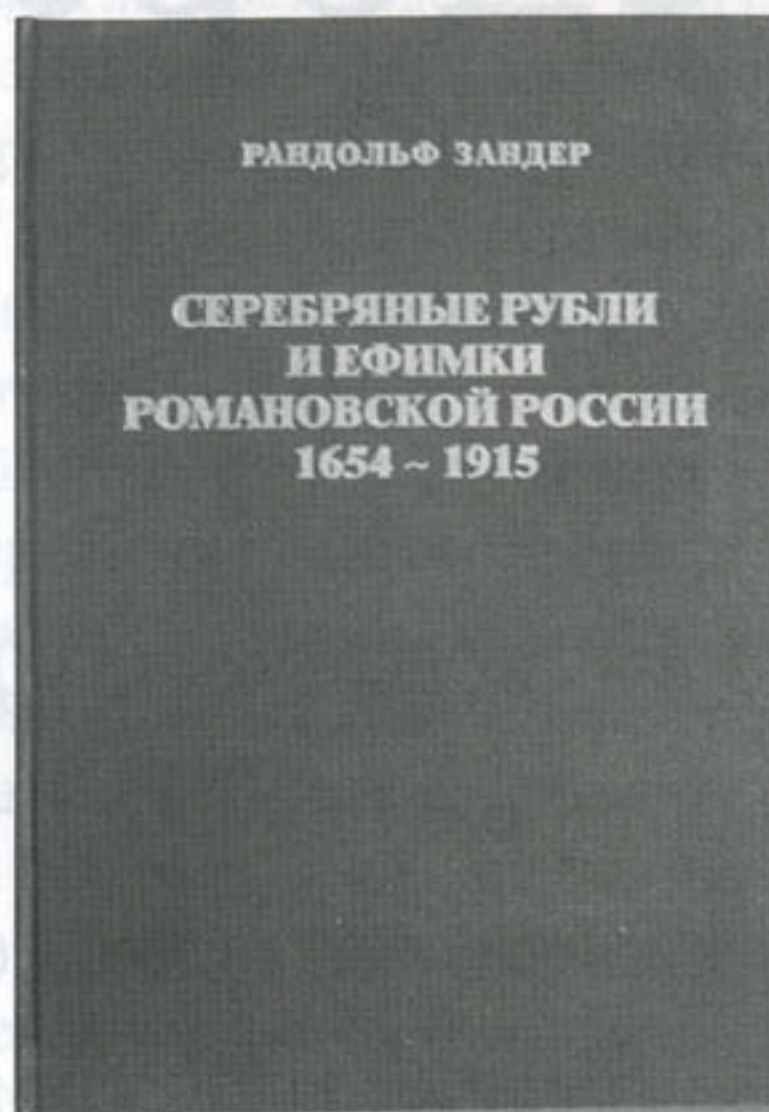 РАНДОЛЬФ ЗАНДЕР
СЕРЕБРЯНЫЕ РУБЛИ
И ЕФИМКИ
РОМАНОВСКОЙ РОССИИ
1654 ~ 1915